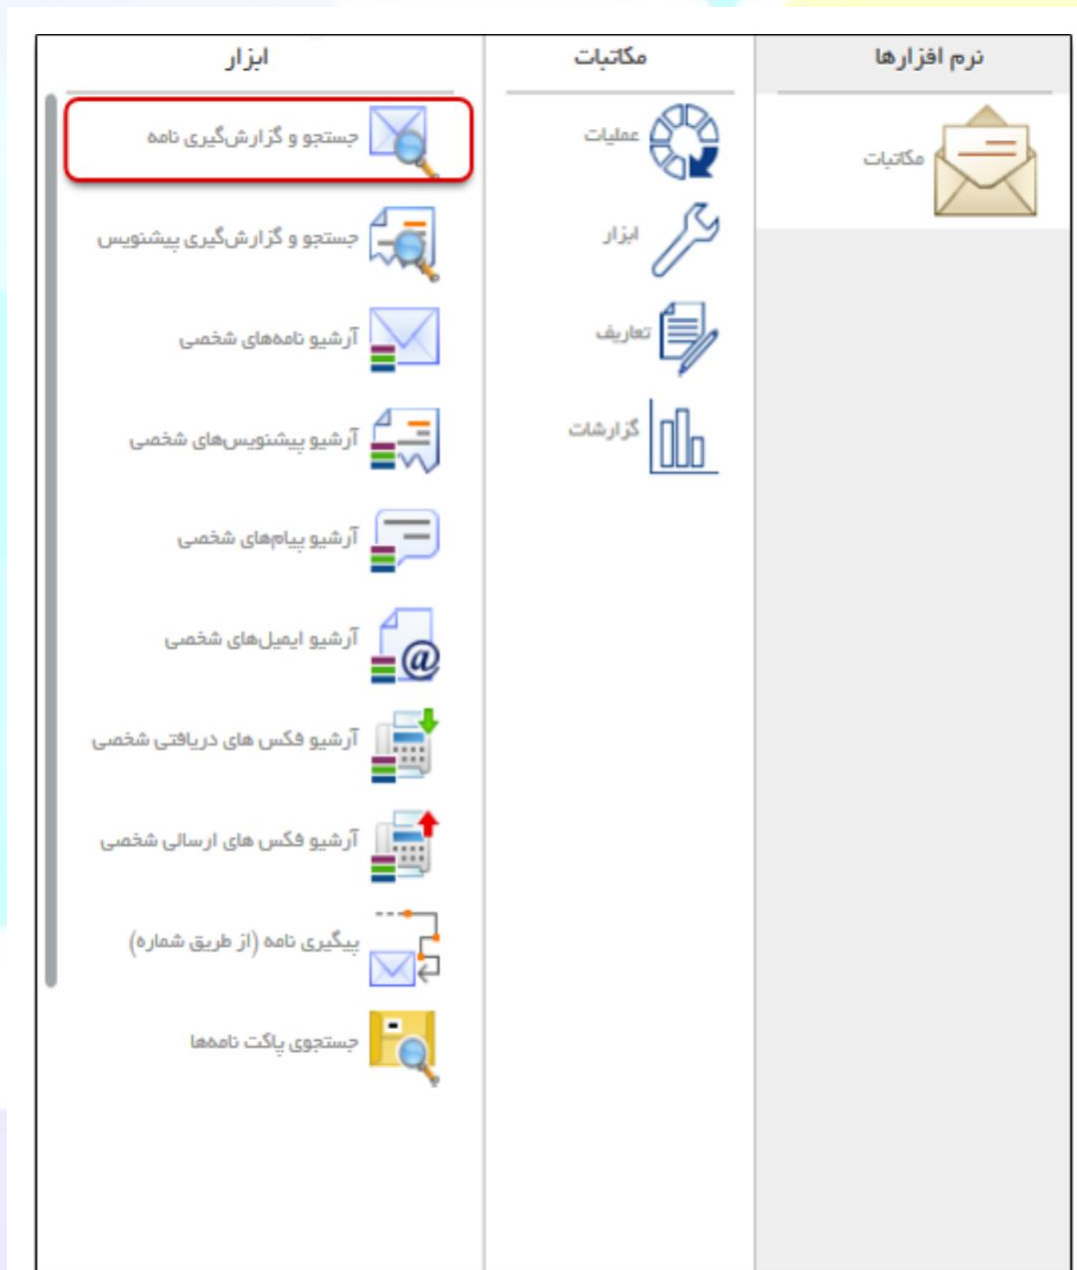 نرم افزارها
مکاتبات
مکاتبات
عملیات
ابزار
تعاریف
گزارشات
ابزار
جستجو و گزارش‌گیری نامه
جستجو و گزارش‌گیری پیشنویس
آرشیو نامه‌های شخصی
آرشیو پیشنویس‌های شخصی
آرشیو پیام‌های شخصی
آرشیو ایمیل‌های شخصی
آرشیو فکس های دریافتی شخصی
آرشیو فکس های ارسالی شخصی
پیگیری نامه (از طریق شماره)
جستجوی پاکت نامه‌ها